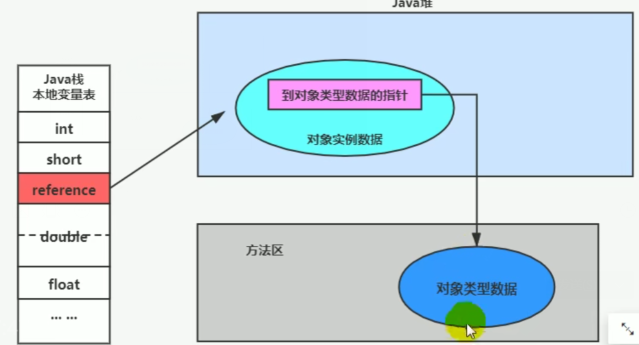 Java堆
Java栈
本地变量表
int
short
reference
double
float
... ...
到对象类型数据的指针
对象实例数据
方法区
对象类型数据